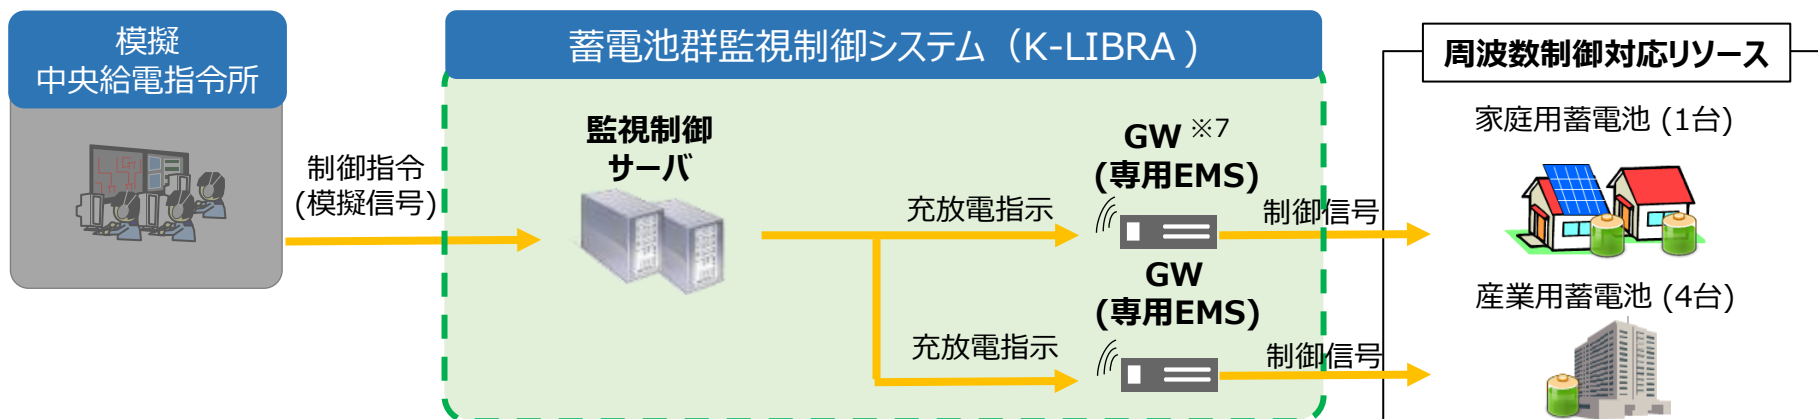 模擬
中央給電指令所
蓄電池群監視制御システム（K-LIBRA）
周波数制御対応リソース
家庭用蓄電池 (1台)
監視制御
サーバ
GW ※7
(専用EMS)
制御指令
(模擬信号)
充放電指示
制御信号
GW
(専用EMS)
産業用蓄電池 (4台)
充放電指示
制御信号